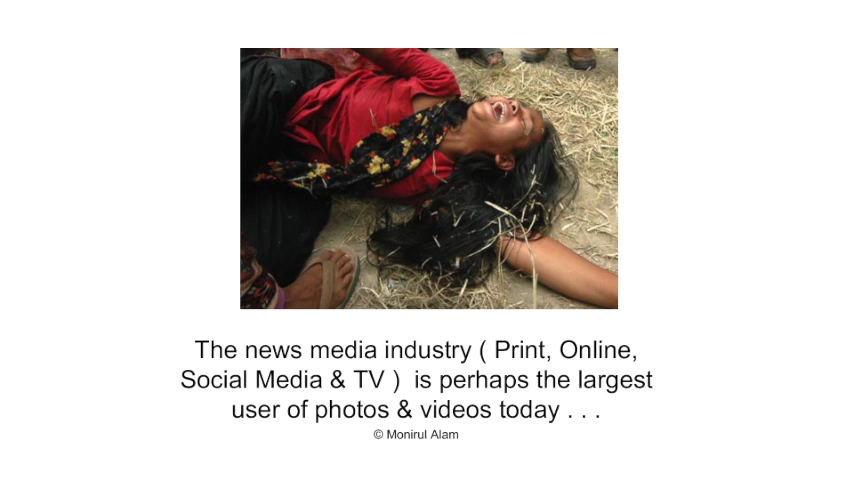 The news media industry ( Print, Online,
Social Media & TV )  is perhaps the largest
user of photos & videos today . . .
© Monirul Alam